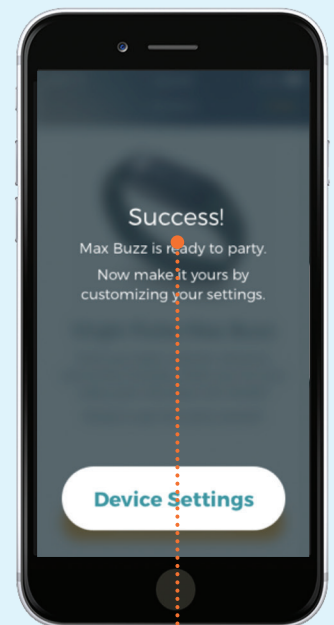 Success!
Max Buzz is ready to party.
Now make it yours by
customizing your settings.
Device Settings